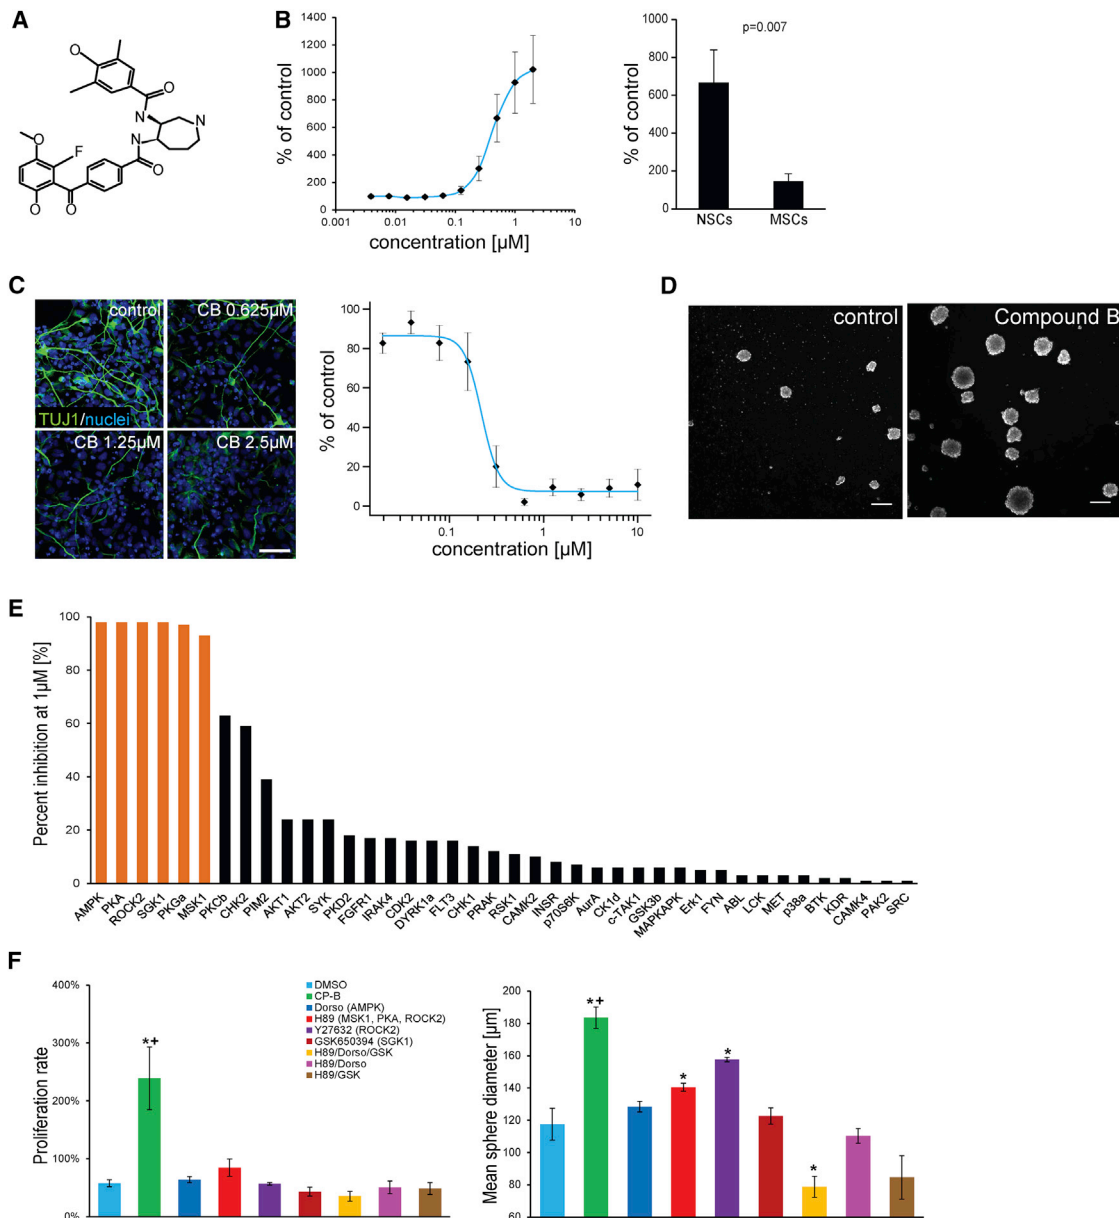 A
O
O
N
N
N
O
O
F
O
O
B
% of control
1400
1200
1000
800
600
400
200
0
0.001
0.01
0.1
1
10
concentration [µM]
% of control
1000
800
600
400
200
0
p=0.007
NSCs
MSCs
C
control
CB 0.625µM
TUJ1/nuclei
CB 1.25µM
CB 2.5µM
% of control
100
80
60
40
20
0
0.1
1
10
concentration [µM]
D
control
Compound B
E
Percent inhibition at 1µM [%]
100
80
60
40
20
0
AMPK
PKA
ROCK2
SGK1
PKGa
MSK1
PKCb
CHK2
PIM2
AKT1
AKT2
SYK
PKD2
FGFR1
IRAK4
CDK2
DYRK1a
FLT3
CHK1
PRAK
RSK1
CAMK2
INSR
p70S6K
AurA
CK1d
c-TAK1
GSK3b
MAPKAPK
Erk1
FYN
ABL
LCK
MET
p38a
BTK
KDR
CAMK4
PAK2
SRC
F
Proliferation rate
400%
300%
200%
100%
0%
*+
DMSO
CP-B
Dorso (AMPK)
H89 (MSK1, PKA, ROCK2)
Y27632 (ROCK2)
GSK650394 (SGK1)
H89/Dorso/GSK
H89/Dorso
H89/GSK
Mean sphere diameter [µm]
200
180
160
140
120
100
80
60
*+
*
*
*